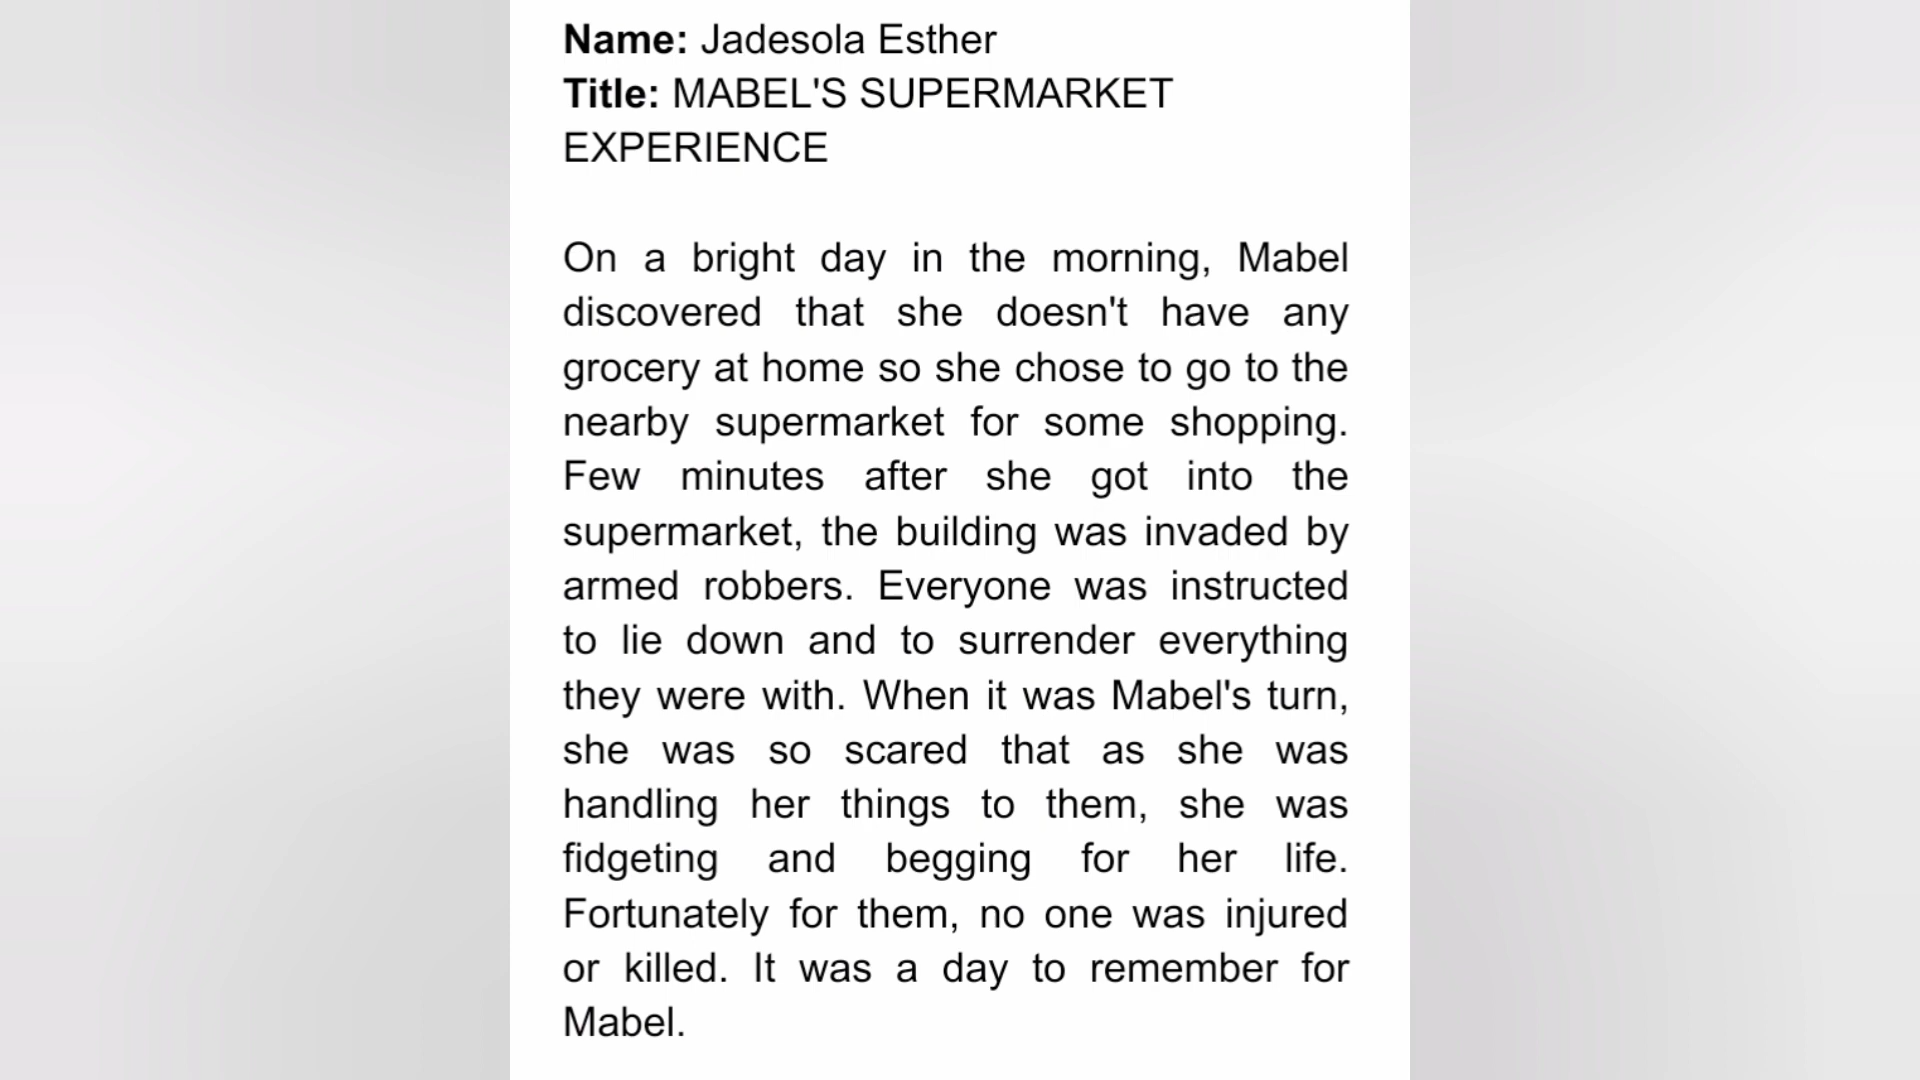 Name: Jadesola Esther
Title: MABEL'S SUPERMARKET
EXPERIENCE
On a bright day in the morning, Mabel
discovered that she doesn't have any
grocery at home so she chose to go to the
nearby supermarket for some shopping.
Few minutes after she got into the
supermarket, the building was invaded by
armed robbers. Everyone was instructed
to lie down and to surrender everything
they were with. When it was Mabel's turn,
she was so scared that as she was
handling her things to them, she was
fidgeting and begging for her life.
Fortunately for them, no one was injured
or killed. It was a day to remember for
Mabel.